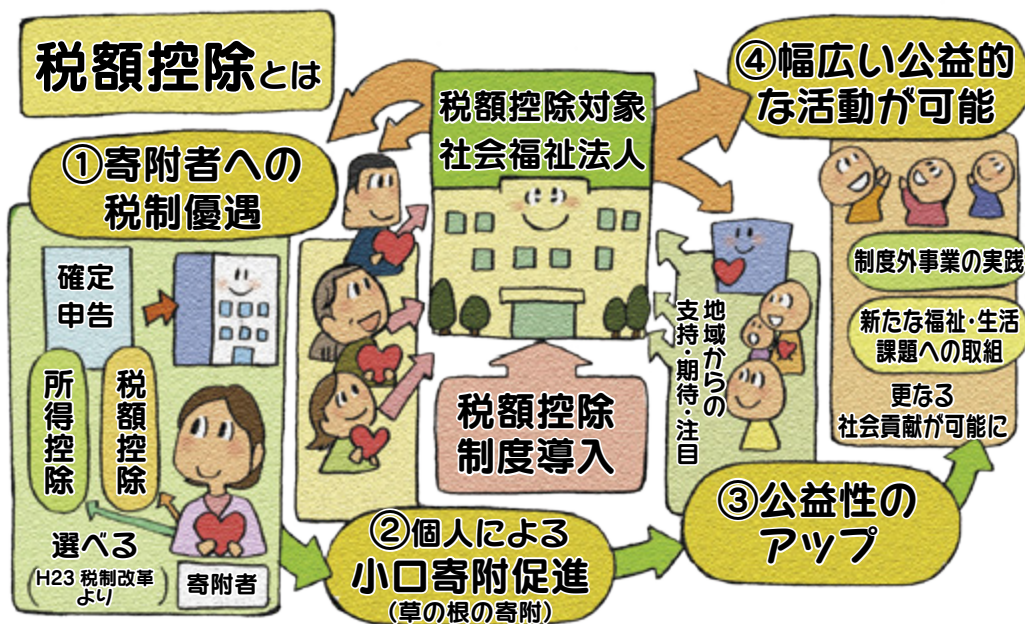 税額控除とは
税額控除対象
社会福祉法人
④幅広い公益的
な活動が可能
①寄附者への
税制優遇
確定
申告
所得控除
税額控除
選べる
(H23 税制改革
より)
寄附者
税額控除
制度導入
②個人による
小口寄附促進
(草の根の寄附)
地域からの
支持・期待・注目
③公益性の
アップ
制度外事業の実践
新たな福祉・生活
課題への取組
更なる
社会貢献が可能に